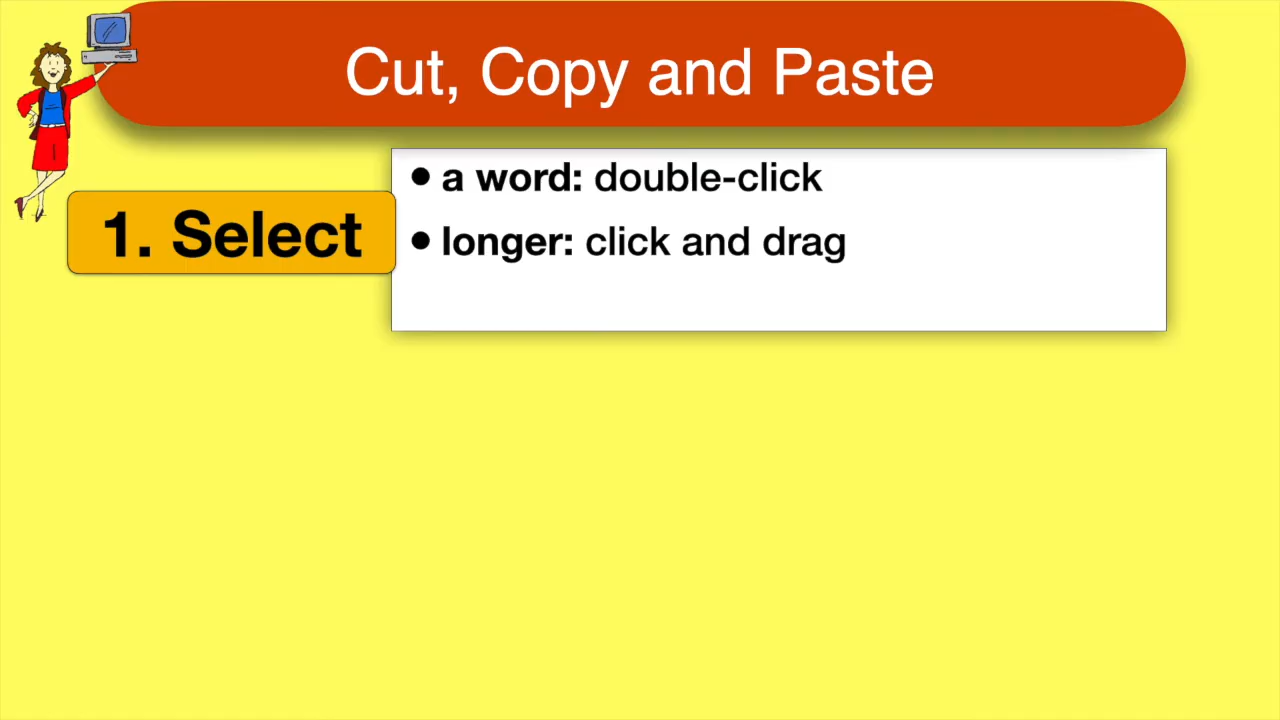 Cut, Copy and Paste
1. Select
• a word: double-click
• longer: click and drag